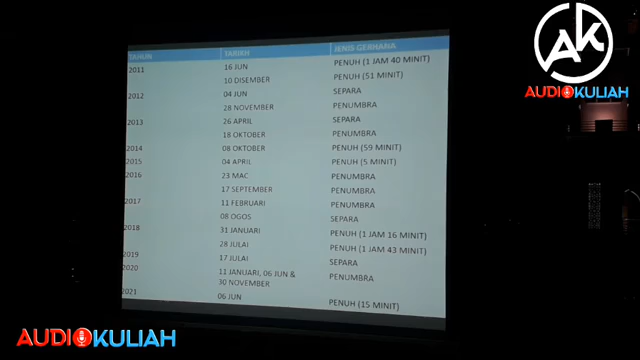 AK
AUDIOKULIAH
TAHUN TARIKH JENIS GERHANA
2011 16 JUN PENUH (1 JAM 40 MINIT)
10 DISEMBER PENUH (51 MINIT)
2012 04 JUN SEPARA
28 NOVEMBER PENUMBRA
2013 26 APRIL SEPARA
18 OKTOBER PENUMBRA
2014 08 OKTOBER PENUH (59 MINIT)
2015 04 APRIL PENUH (5 MINIT)
2016 23 MAC PENUMBRA
17 SEPTEMBER PENUMBRA
2017 11 FEBRUARI PENUMBRA
08 OGOS SEPARA
2018 31 JANUARI PENUH (1 JAM 16 MINIT)
28 JULAI PENUH (1 JAM 43 MINIT)
2019 17 JULAI SEPARA
2020 11 JANUARI, 06 JUN & PENUMBRA
30 NOVEMBER
2021 06 JUN PENUH (15 MINIT)
AUDIOKULIAH